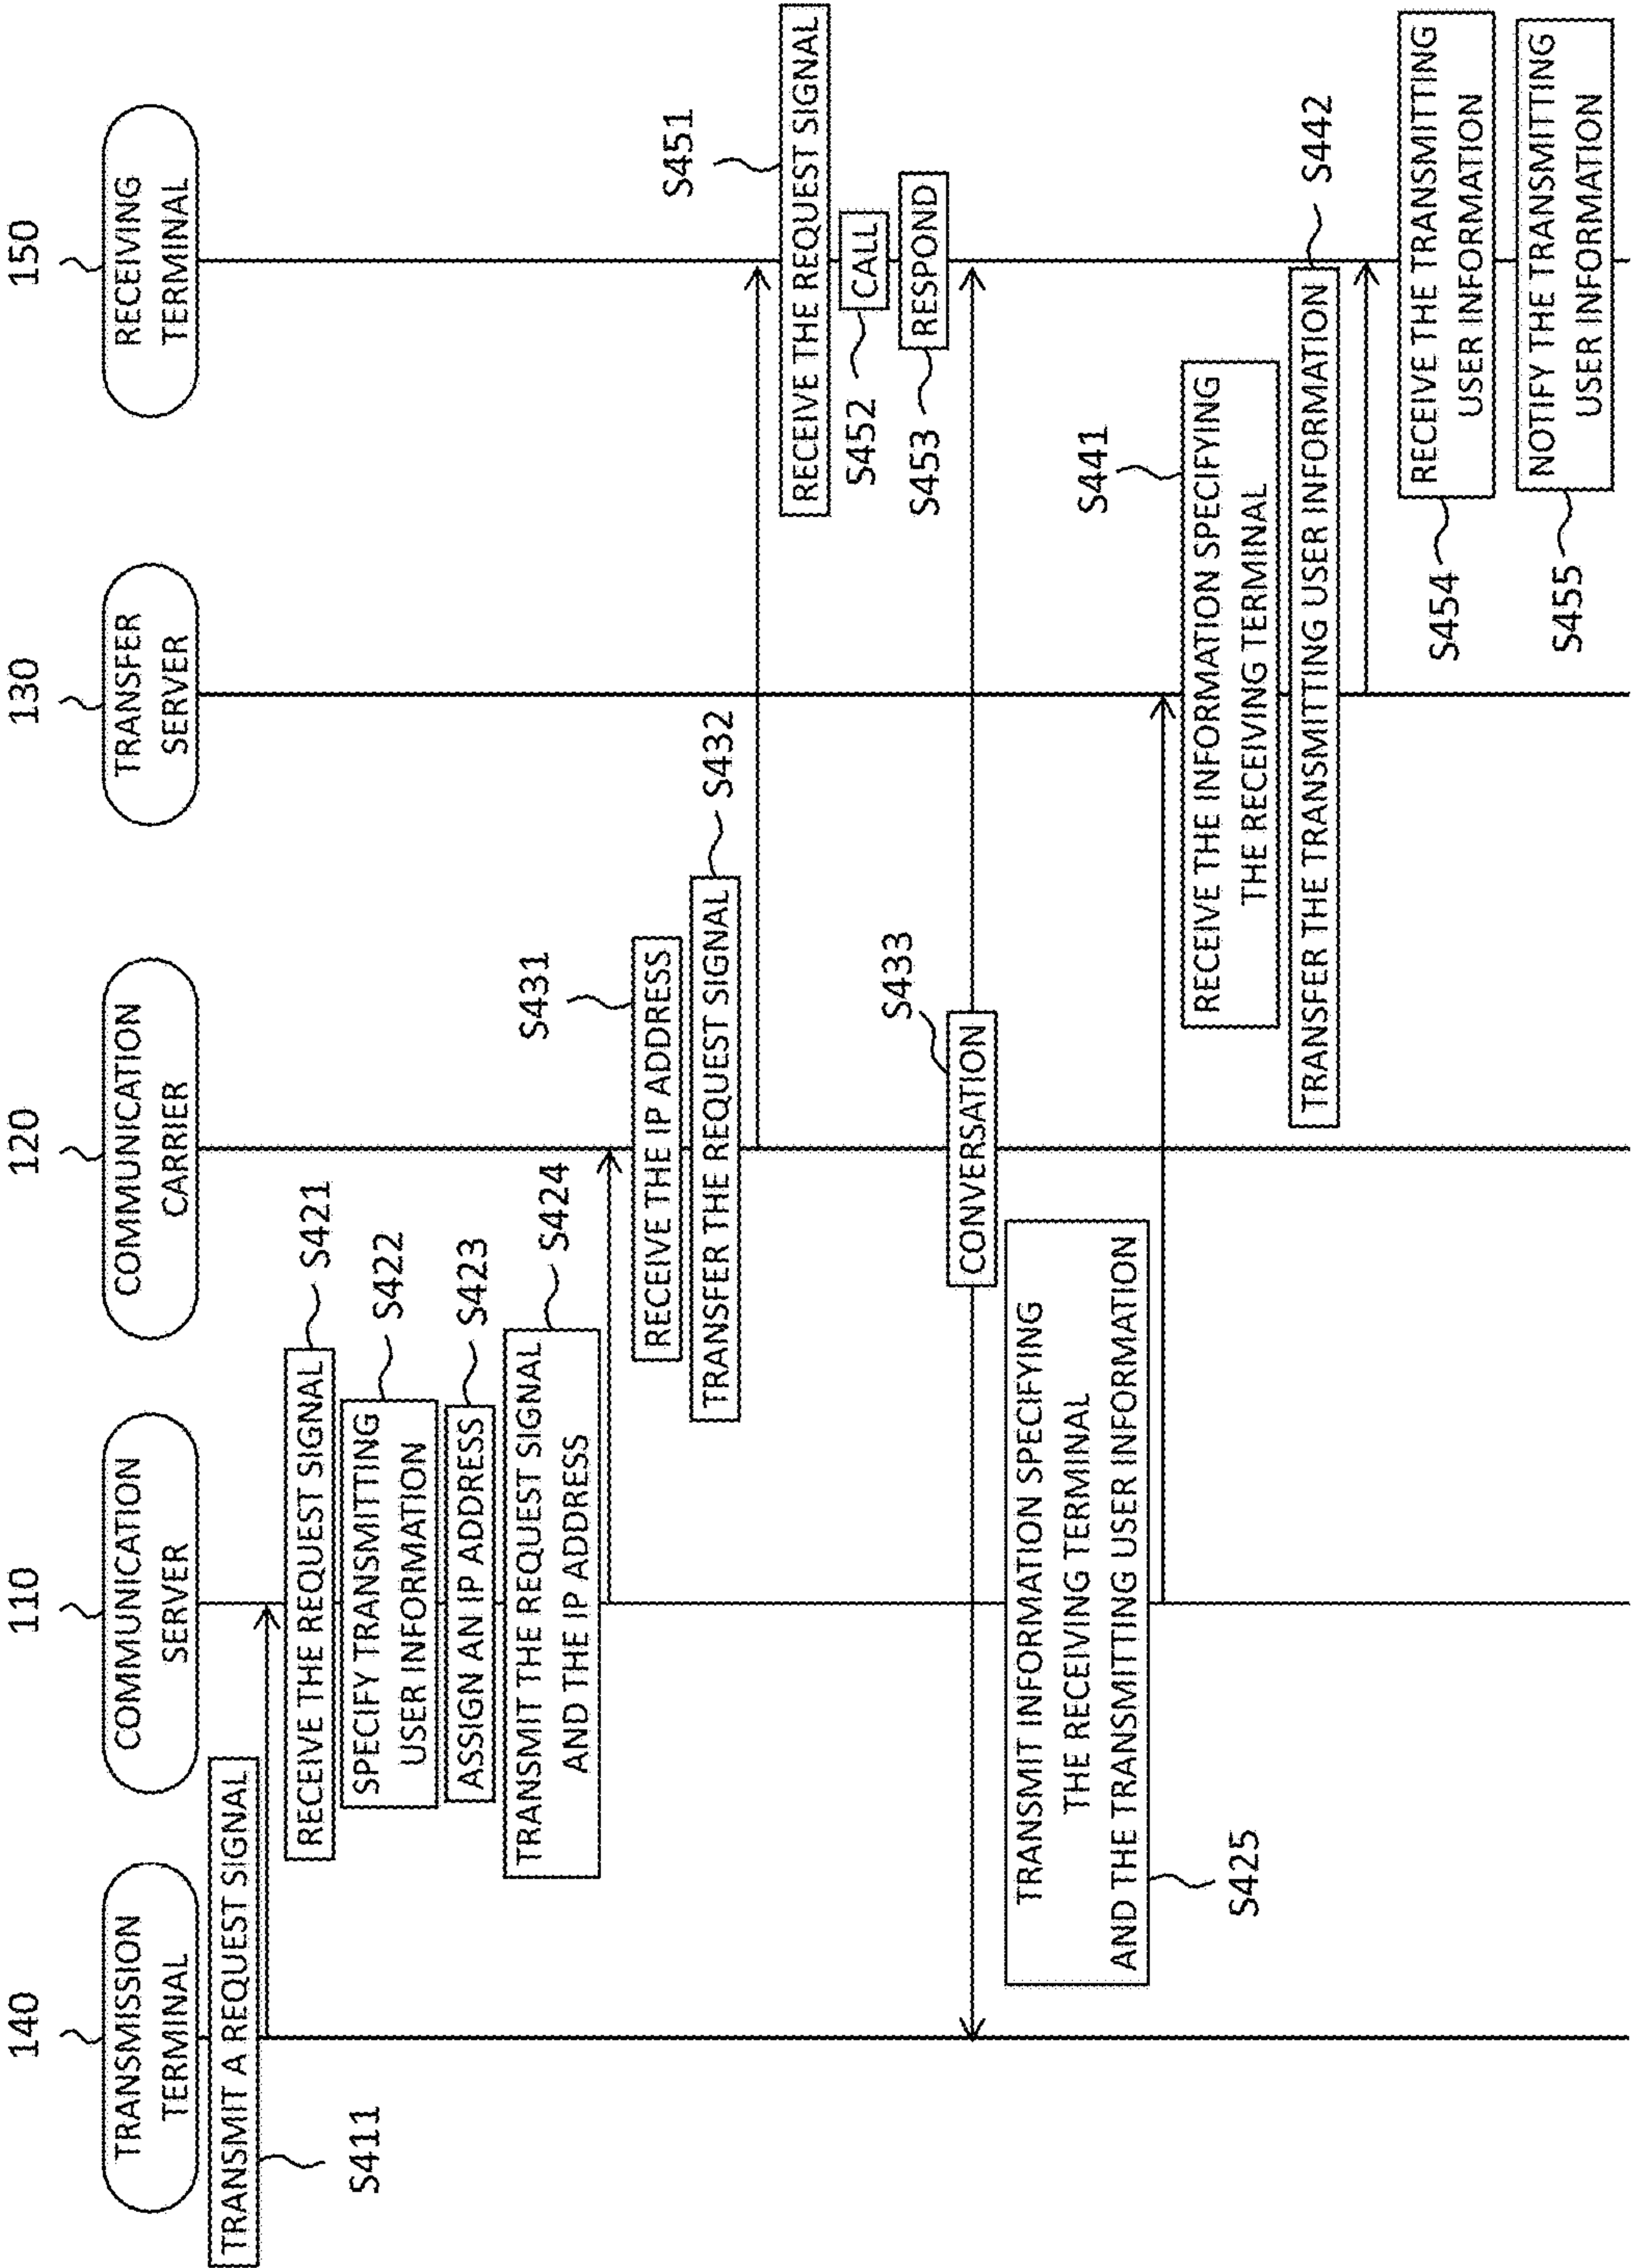 140
110
120
130
150
TRANSMISSION
TERMINAL
COMMUNICATION
SERVER
COMMUNICATION
CARRIER
TRANSFER
SERVER
RECEIVING
TERMINAL
TRANSMIT A REQUEST SIGNAL
S411
RECEIVE THE REQUEST SIGNAL
S421
SPECIFY TRANSMITTING
USER INFORMATION
S422
ASSIGN AN IP ADDRESS
S423
TRANSMIT THE REQUEST SIGNAL
AND THE IP ADDRESS
S424
S431
RECEIVE THE IP ADDRESS
TRANSFER THE REQUEST SIGNAL
S432
S451
RECEIVE THE REQUEST SIGNAL
S452
CALL
S453
RESPOND
S433
CONVERSATION
TRANSMIT INFORMATION SPECIFYING
THE RECEIVING TERMINAL
AND THE TRANSMITTING USER INFORMATION
S425
S441
RECEIVE THE INFORMATION SPECIFYING
THE RECEIVING TERMINAL
TRANSFER THE TRANSMITTING USER INFORMATION
S442
S454
RECEIVE THE TRANSMITTING
USER INFORMATION
S455
NOTIFY THE TRANSMITTING
USER INFORMATION